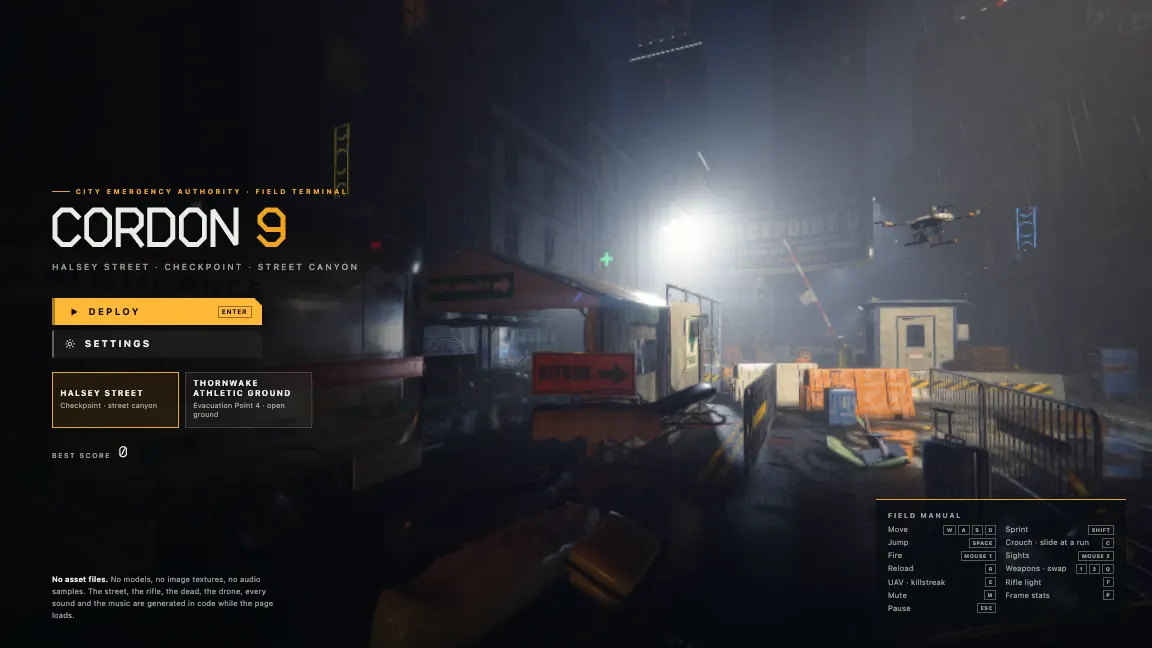 CITY EMERGENCY AUTHORITY · FIELD TERMINAL
CORDON 9
HALSEY STREET · CHECKPOINT · STREET CANYON
DEPLOY
ENTER
SETTINGS
HALSEY STREET
Checkpoint · street canyon
THORNWAKE
ATHLETIC GROUND
Evacuation Point 4 · open
ground
BEST SCORE 0
No asset files. No models, no image textures, no audio
samples. The street, the rifle, the dead, the drone, every
sound and the music are generated in code while the page
loads.
FIELD MANUAL
Move W A S D
Sprint SHIFT
Jump SPACE
Crouch · slide at a run C
Fire MOUSE 1
Sights MOUSE 2
Reload R
Weapons · swap 1 2 Q
UAV · killstreak E
Rifle light F
Mute M
Frame stats P
Pause ESC